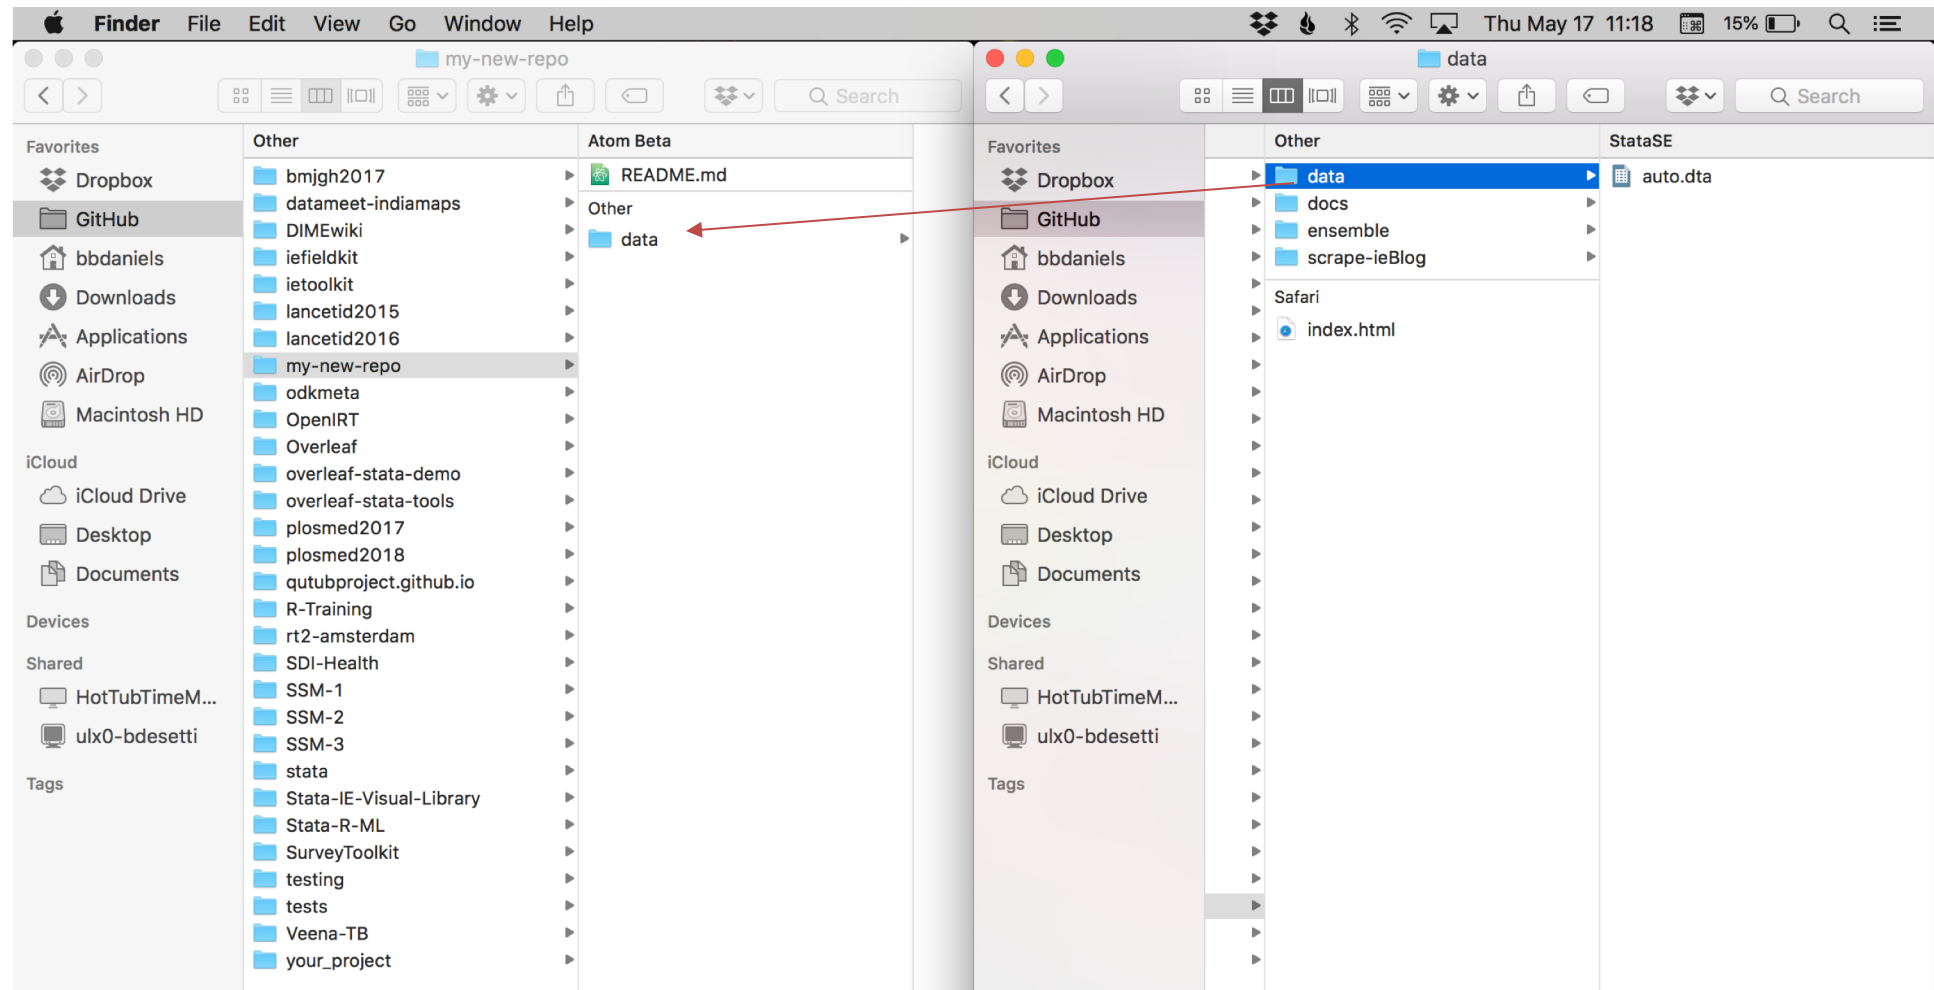 Finder File Edit View Go Window Help Thu May 17 11:18 15%
my-new-repo
Search
Favorites
Dropbox
GitHub
bbdaniels
Downloads
Applications
AirDrop
Macintosh HD
iCloud
iCloud Drive
Desktop
Documents
Devices
Shared
HotTubTimeM...
ulx0-bdesetti
Tags
Other
bmjgh2017
datameet-indiamaps
DIMEwiki
iefieldkit
ietoolkit
lancetid2015
lancetid2016
my-new-repo
odkmeta
OpenIRT
Overleaf
overleaf-stata-demo
overleaf-stata-tools
plosmed2017
plosmed2018
qutubproject.github.io
R-Training
rt2-amsterdam
SDI-Health
SSM-1
SSM-2
SSM-3
stata
Stata-IE-Visual-Library
Stata-R-ML
SurveyToolkit
testing
tests
Veena-TB
your_project
Atom Beta
README.md
Other
data
data
Search
Favorites
Dropbox
GitHub
bbdaniels
Downloads
Applications
AirDrop
Macintosh HD
iCloud
iCloud Drive
Desktop
Documents
Devices
Shared
HotTubTimeM...
ulx0-bdesetti
Tags
Other
data
docs
ensemble
scrape-ieBlog
Safari
index.html
StataSE
auto.dta